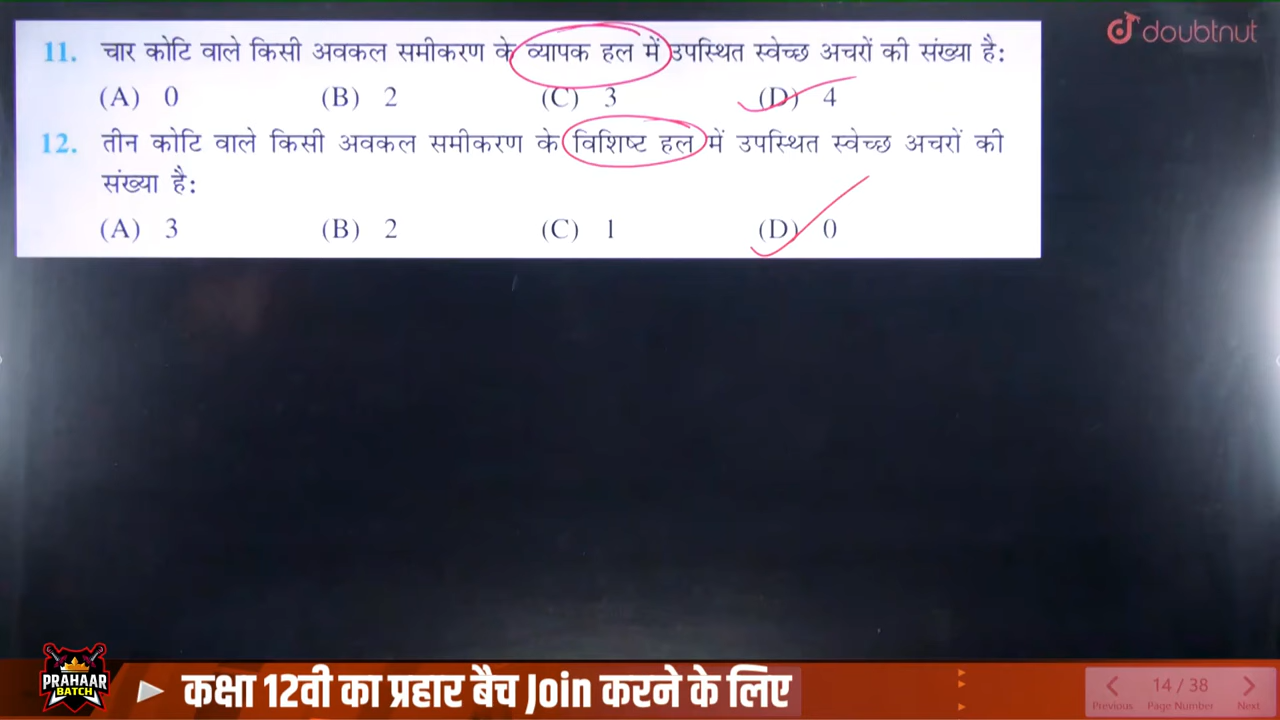 doubtnut
11. चार कोटि वाले किसी अवकल समीकरण के व्यापक हल में उपस्थित स्वेच्छ अचरों की संख्या है:
(A) 0 (B) 2 (C) 3 (D) 4
12. तीन कोटि वाले किसी अवकल समीकरण के विशिष्ट हल में उपस्थित स्वेच्छ अचरों की
संख्या है:
(A) 3 (B) 2 (C) 1 (D) 0
PRAHAAR
BATCH
कक्षा 12वी का प्रहार बैच Join करने के लिए
14 / 38
Previous Page Number Next